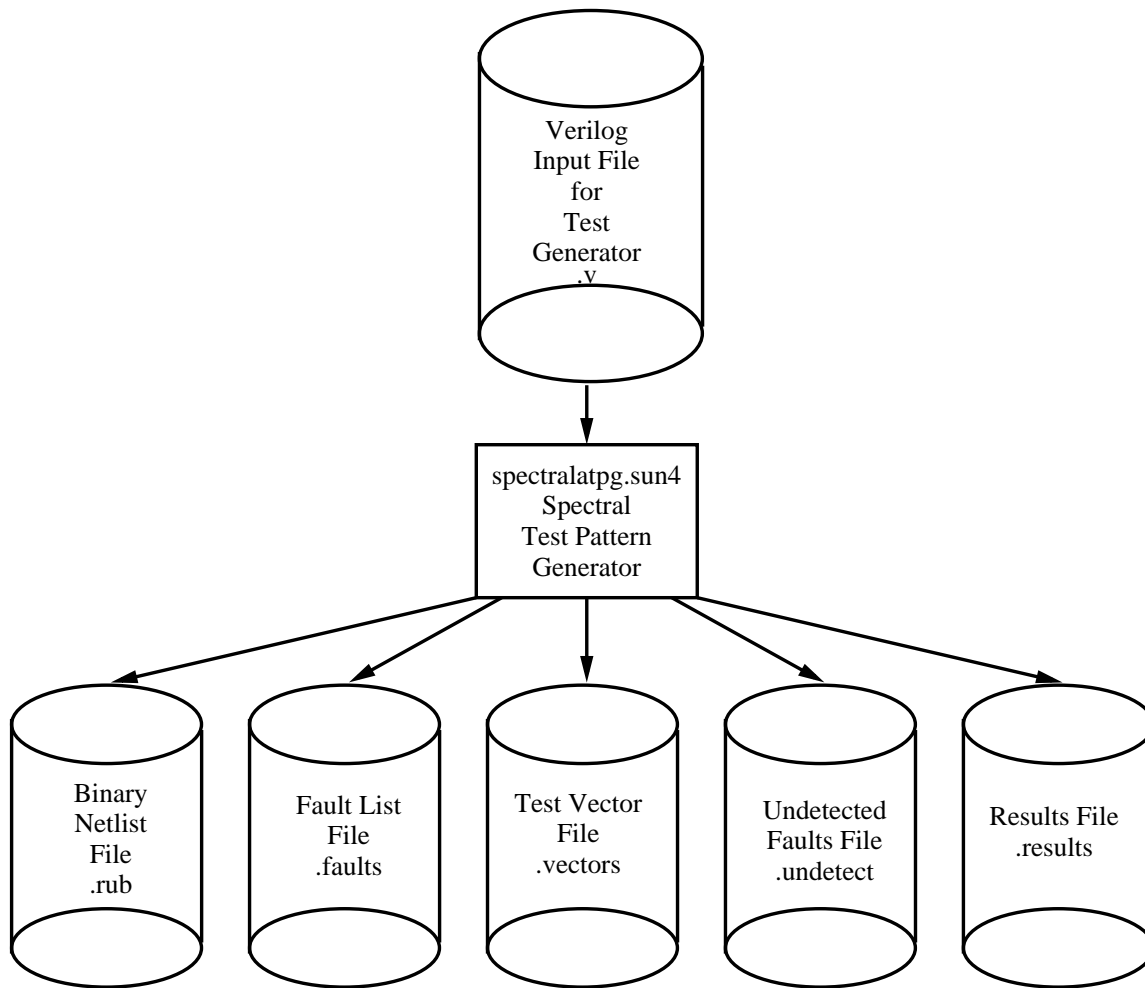 Verilog
Input File
for
Test
Generator
.v
spectralatpg.sun4
Spectral
Test Pattern
Generator
Binary
Netlist
File
.rub
Fault List
File
.faults
Test Vector
File
.vectors
Undetected
Faults File
.undetect
Results File
.results